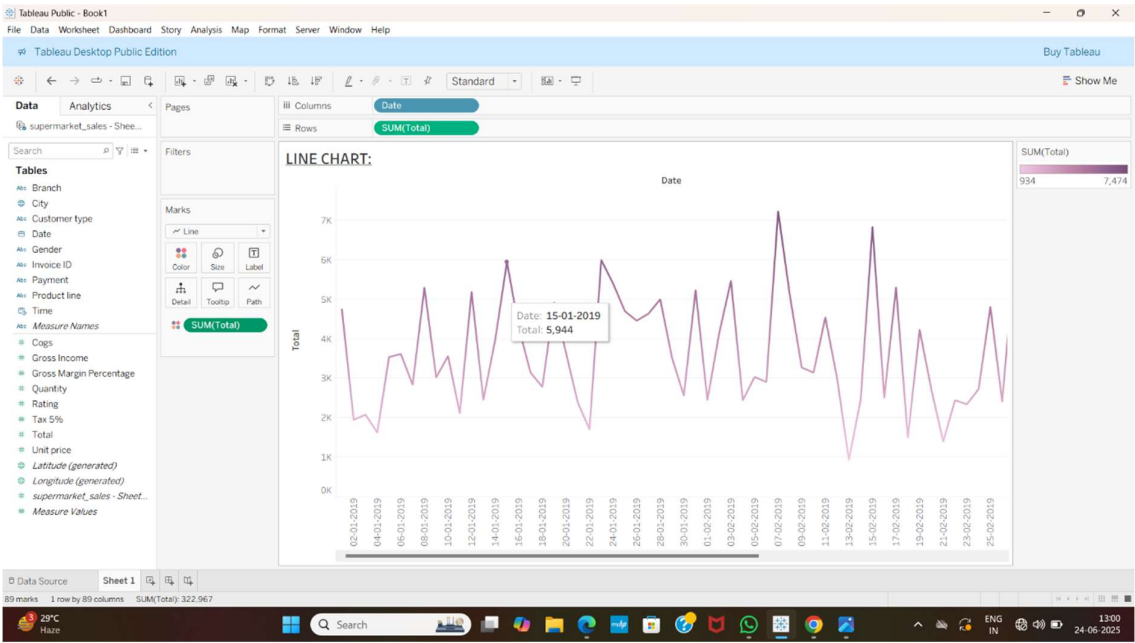 Tableau Public - Book1
File Data Worksheet Dashboard Story Analysis Map Format Server Window Help
Tableau Desktop Public Edition
Buy Tableau
Standard
Show Me
Data Analytics
supermarket_sales - Shee...
Search
Tables
Abc Branch
City
Abc Customer type
Date
Abc Gender
Abc Invoice ID
Abc Payment
Abc Product line
Time
Abc Measure Names
# Cogs
# Gross Income
# Gross Margin Percentage
# Quantity
# Rating
# Tax 5%
# Total
# Unit price
Latitude (generated)
Longitude (generated)
# supermarket_sales - Sheet...
# Measure Values
Pages
Filters
Marks
Line
Color Size Label
Detail Tooltip Path
SUM(Total)
Columns Date
Rows SUM(Total)
LINE CHART:
Date
Total
7K
6K
5K
4K
3K
2K
1K
0K
Date: 15-01-2019
Total: 5,944
02-01-2019
04-01-2019
06-01-2019
08-01-2019
10-01-2019
12-01-2019
14-01-2019
16-01-2019
18-01-2019
20-01-2019
22-01-2019
24-01-2019
26-01-2019
28-01-2019
30-01-2019
01-02-2019
03-02-2019
05-02-2019
07-02-2019
09-02-2019
11-02-2019
13-02-2019
15-02-2019
17-02-2019
19-02-2019
21-02-2019
23-02-2019
25-02-2019
SUM(Total)
934 7,474
Data Source Sheet 1
89 marks 1 row by 89 columns SUM(Total): 322,967
3
29°C
Haze
Search
ENG
IN
13:00
24-06-2025